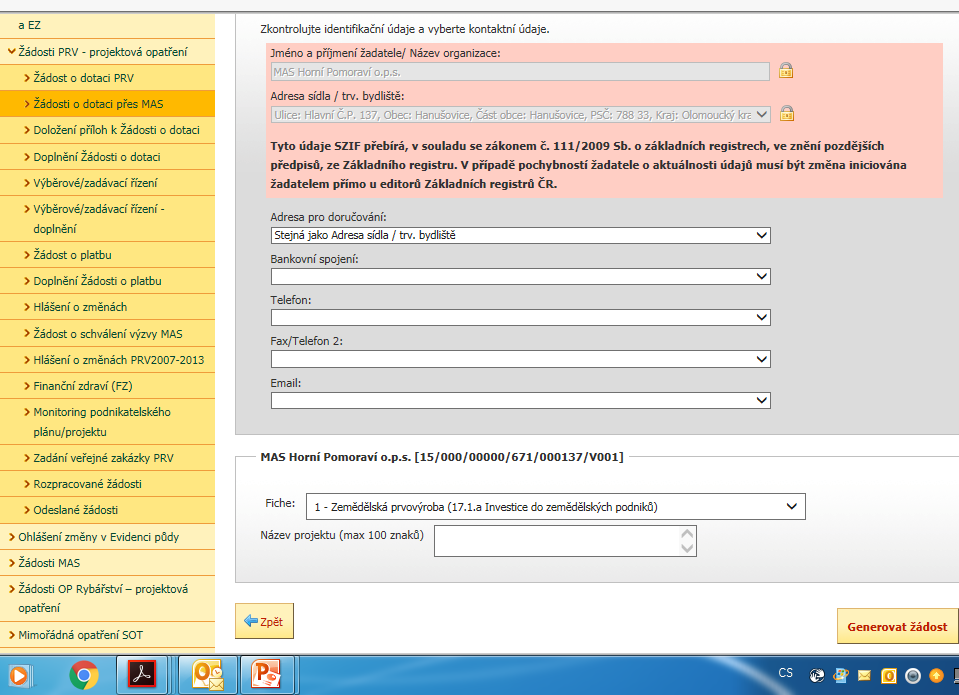 a EZ
Žádosti PRV - projektová opatření
Žádost o dotaci PRV
Žádosti o dotaci přes MAS
Doložení příloh k Žádosti o dotaci
Doplnění Žádosti o dotaci
Výběrové/zadávací řízení
Výběrové/zadávací řízení -
doplnění
Žádost o platbu
Doplnění Žádosti o platbu
Hlášení o změnách
Žádost o schválení výzvy MAS
Hlášení o změnách PRV2007-2013
Finanční zdraví (FZ)
Monitoring podnikatelského
plánu/projektu
Zadání veřejné zakázky PRV
Rozpracované žádosti
Odeslané žádosti
Ohlášení změny v Evidenci půdy
Žádosti MAS
Žádosti OP Rybářství – projektová
opatření
Mimořádná opatření SOT
Zkontrolujte identifikační údaje a vyberte kontaktní údaje.
Jméno a příjmení žadatele/ Název organizace:
MAS Horní Pomoraví o.p.s.
Adresa sídla / trv. bydliště:
Ulice: Hlavní Č.P. 137, Obec: Hanušovice, Část obce: Hanušovice, PSČ: 788 33, Kraj: Olomoucký kra
Tyto údaje SZIF přebírá, v souladu se zákonem č. 111/2009 Sb. o základních registrech, ve znění pozdějších
předpisů, ze Základního registru. V případě pochybností žadatele o aktuálnosti údajů musí být změna iniciována
žadatelem přímo u editorů Základních registrů ČR.
Adresa pro doručování:
Stejná jako Adresa sídla / trv. bydliště
Bankovní spojení:
Telefon:
Fax/Telefon 2:
Email:
MAS Horní Pomoraví o.p.s. [15/000/00000/671/000137/V001]
Fiche:
1 - Zemědělská prvovýroba (17.1.a Investice do zemědělských podniků)
Název projektu (max 100 znaků)
Zpět
Generovat žádost
CS